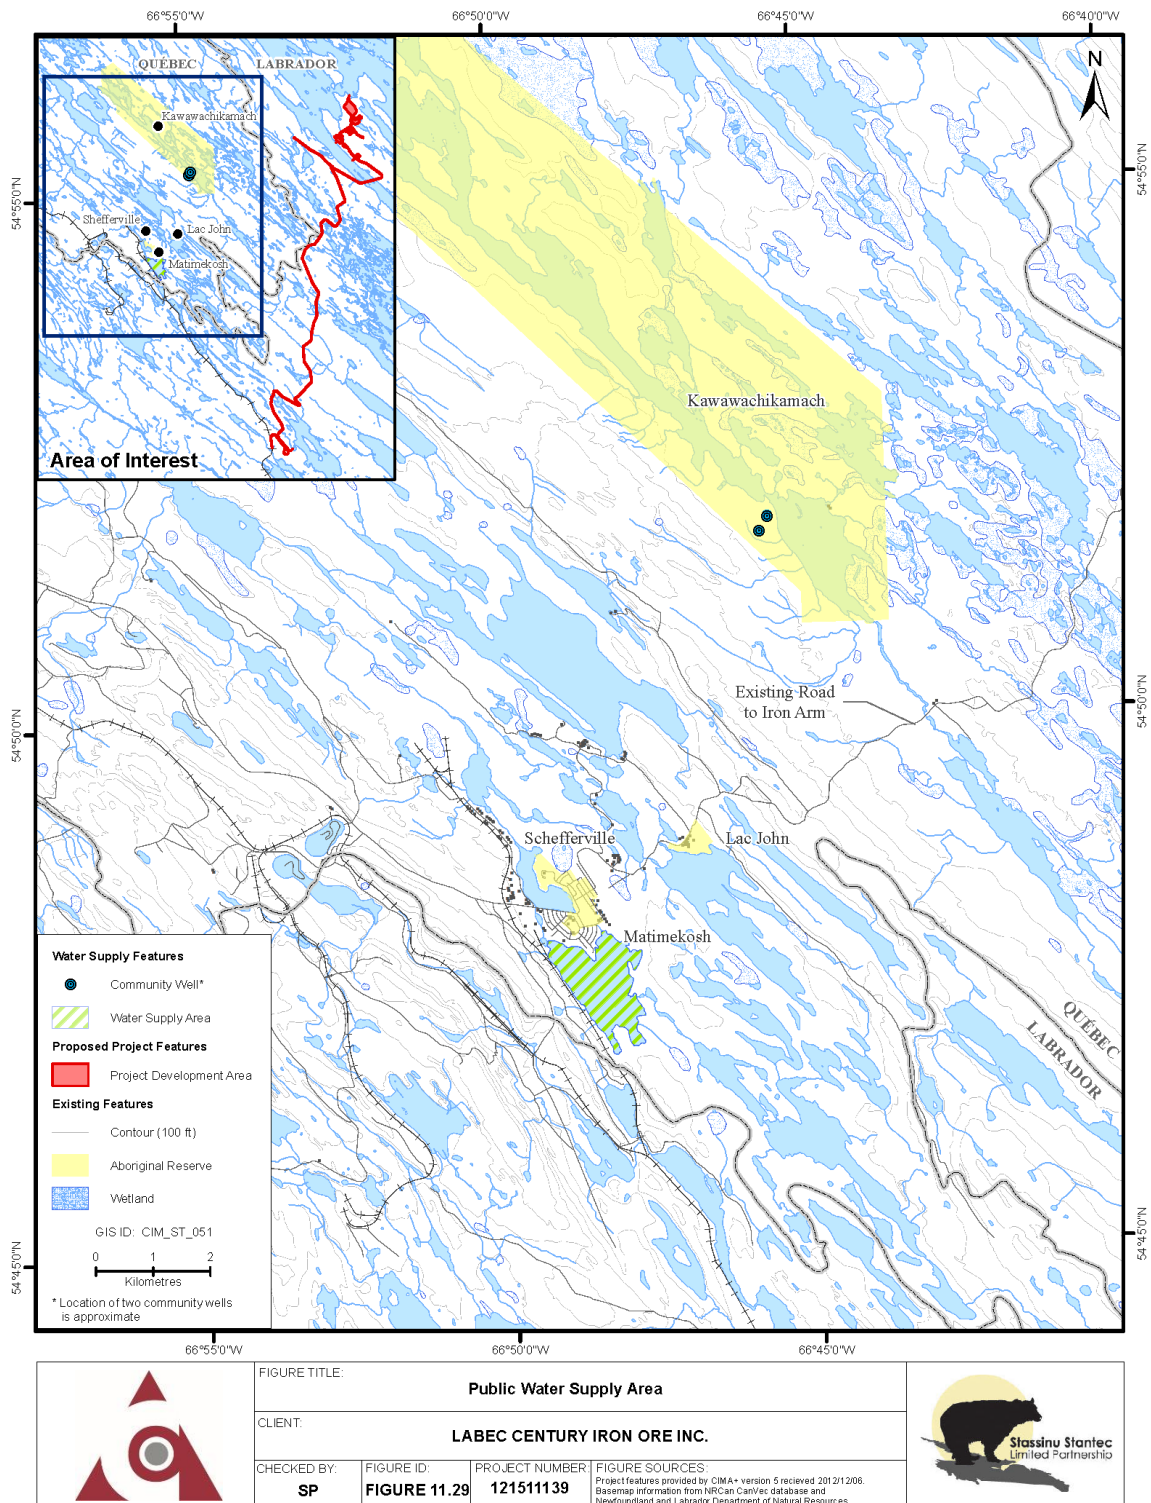 66°55'0"W
66°50'0"W
66°45'0"W
66°40'0"W
QUÉBEC
LABRADOR
Kawawachikamach
Shefferville
Lac John
Matimekosh
Area of Interest
N
54°55'0"N
54°55'0"N
Kawawachikamach
Existing Road
to Iron Arm
54°50'0"N
54°50'0"N
Schefferville
Lac John
Matimekosh
QUÉBEC
LABRADOR
Water Supply Features
Community Well*
Water Supply Area
Proposed Project Features
Project Development Area
Existing Features
Contour (100 ft)
Aboriginal Reserve
Wetland
GIS ID: CIM_ST_051
0 1 2
Kilometres
* Location of two community wells
is approximate
54°45'0"N
54°45'0"N
66°55'0"W
66°50'0"W
66°45'0"W
FIGURE TITLE:
Public Water Supply Area
CLIENT:
LABEC CENTURY IRON ORE INC.
CHECKED BY:
SP
FIGURE ID:
FIGURE 11.29
PROJECT NUMBER:
121511139
FIGURE SOURCES:
Project features provided by CIMA+ version 5 recieved 2012/12/06.
Basemap information from NRCan CanVec database and
Newfoundland and Labrador Department of Natural Resources
Stassinu Stantec
Limited Partnership